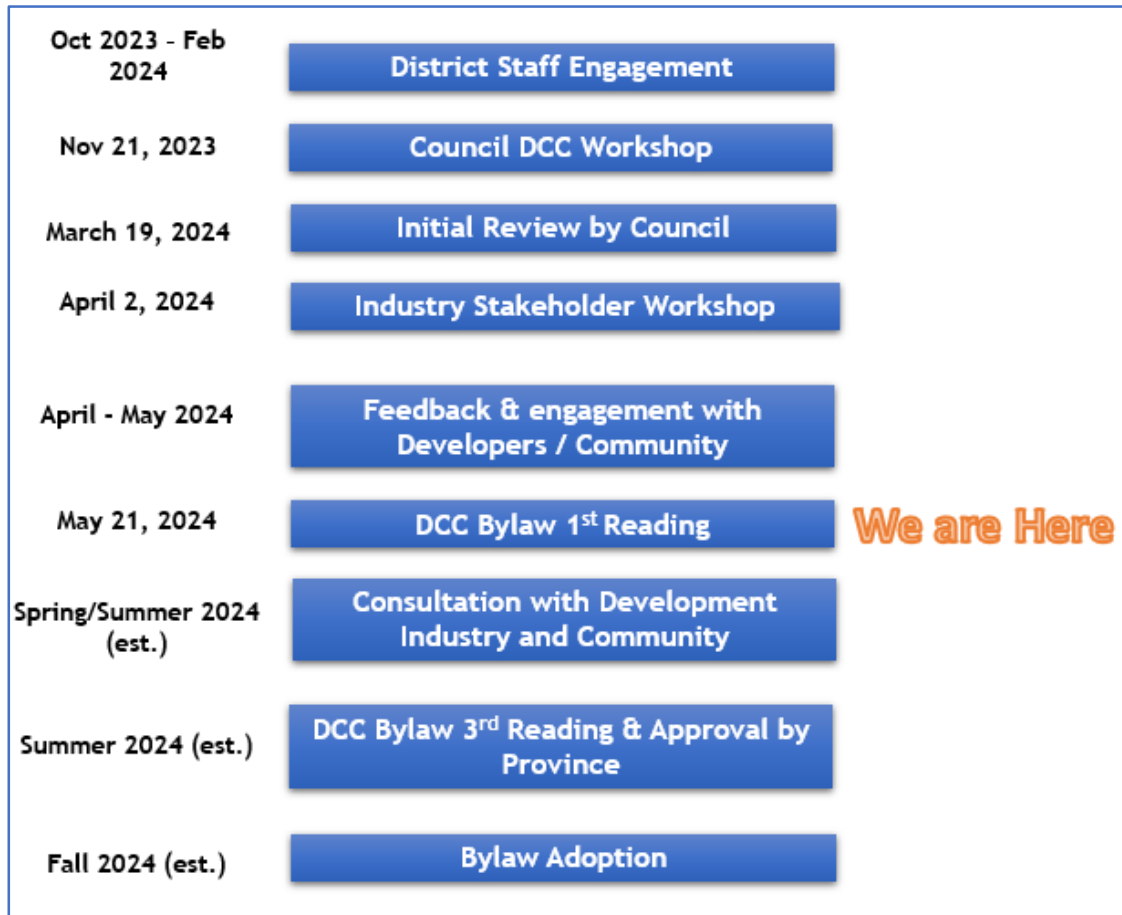 Oct 2023 - Feb
2024
District Staff Engagement
Nov 21, 2023
Council DCC Workshop
March 19, 2024
Initial Review by Council
April 2, 2024
Industry Stakeholder Workshop
April - May 2024
Feedback & engagement with
Developers / Community
May 21, 2024
DCC Bylaw 1st Reading
We are Here
Spring/Summer 2024
(est.)
Consultation with Development
Industry and Community
Summer 2024 (est.)
DCC Bylaw 3rd Reading & Approval by
Province
Fall 2024 (est.)
Bylaw Adoption